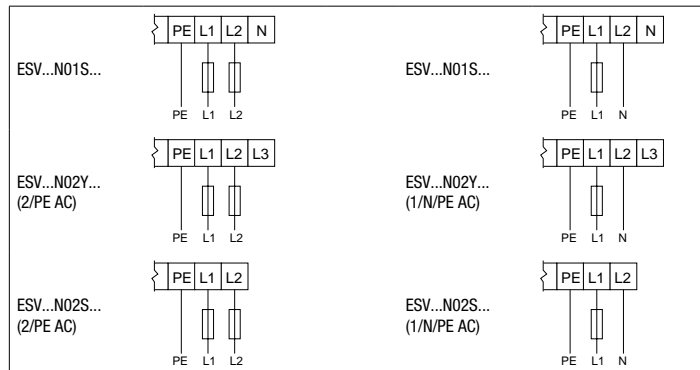 PE L1 L2 N
ESV...N01S...
PE L1 L2
PE L1 L2 N
ESV...N01S...
PE L1 N
PE L1 L2 L3
ESV...N02Y...
(2/PE AC)
PE L1 L2
PE L1 L2 L3
ESV...N02Y...
(1/N/PE AC)
PE L1 N
PE L1 L2
ESV...N02S...
(2/PE AC)
PE L1 L2
PE L1 L2
ESV...N02S...
(1/N/PE AC)
PE L1 N